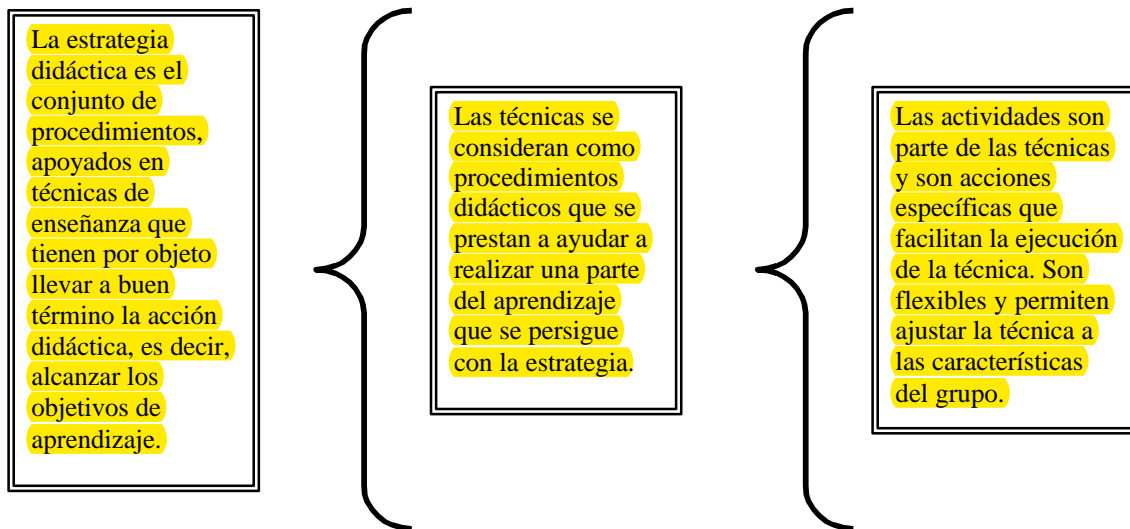 La estrategia
didáctica es el
conjunto de
procedimientos,
apoyados en
técnicas de
enseñanza que
tienen por objeto
llevar a buen
término la acción
didáctica, es decir,
alcanzar los
objetivos de
aprendizaje.
Las técnicas se
consideran como
procedimientos
didácticos que se
prestan a ayudar a
realizar una parte
del aprendizaje
que se persigue
con la estrategia.
Las actividades son
parte de las técnicas
y son acciones
específicas que
facilitan la ejecución
de la técnica. Son
flexibles y permiten
ajustar la técnica a
las características
del grupo.